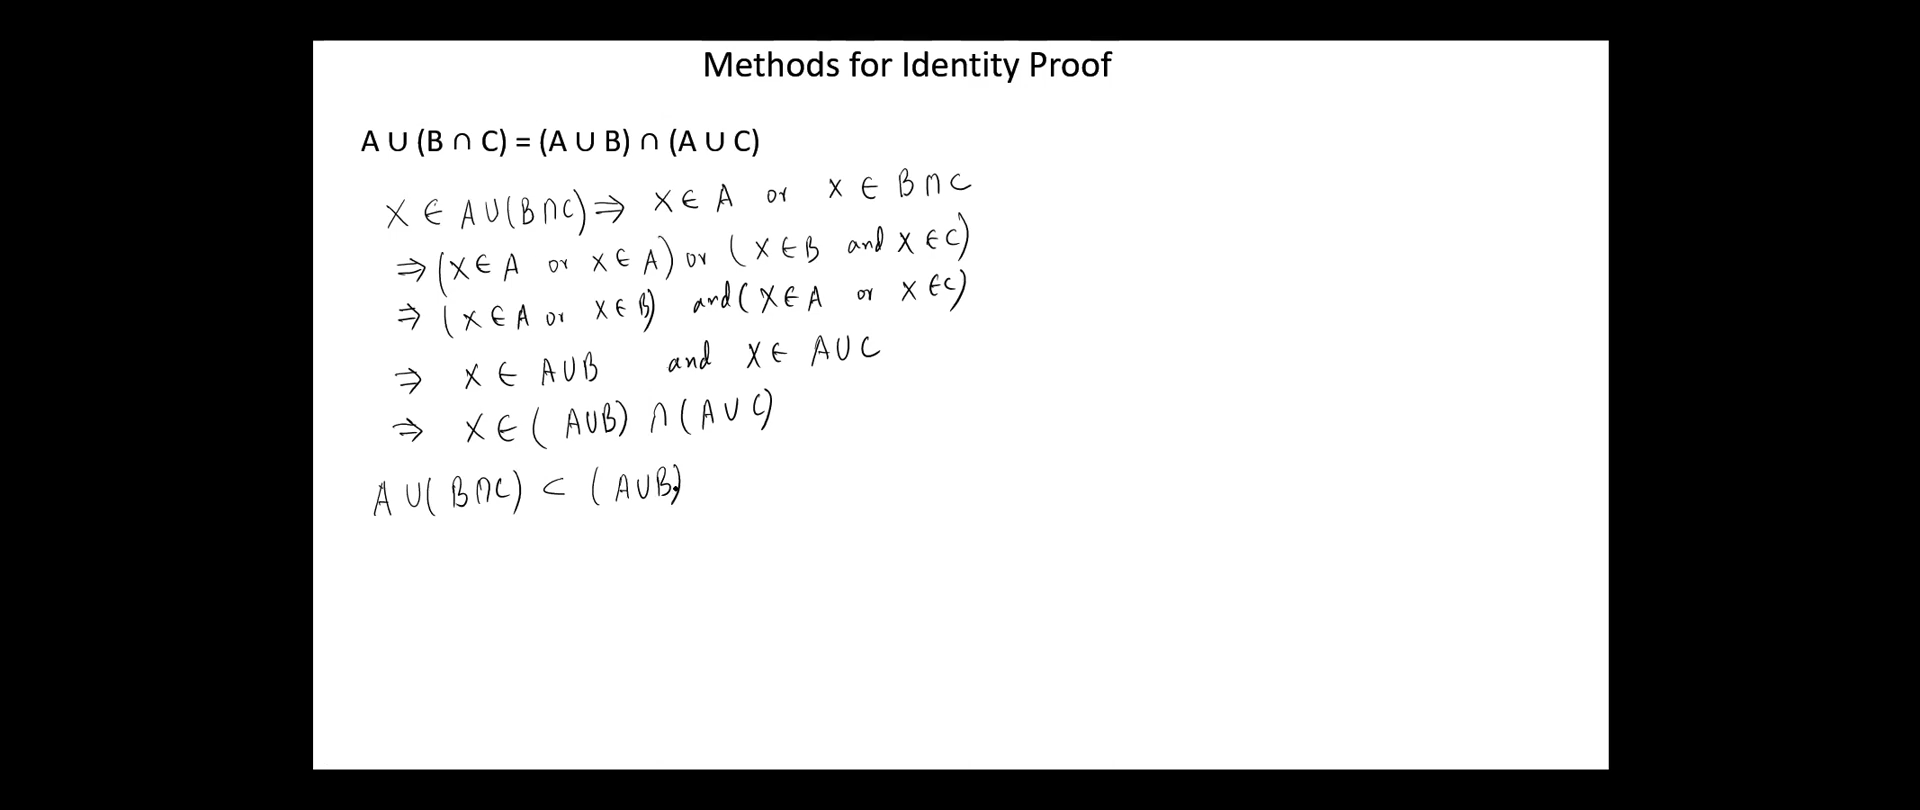 Methods for Identity Proof
A ∪ (B ∩ C) = (A ∪ B) ∩ (A ∪ C)
X ∈ A ∪ (B ∩ C) ⇒ X ∈ A or X ∈ B ∩ C
⇒ (X ∈ A or X ∈ A) or (X ∈ B and X ∈ C)
⇒ (X ∈ A or X ∈ B) and (X ∈ A or X ∈ C)
⇒ X ∈ A ∪ B and X ∈ A ∪ C
⇒ X ∈ (A ∪ B) ∩ (A ∪ C)
A ∪ (B ∩ C) ⊂ (A ∪ B)